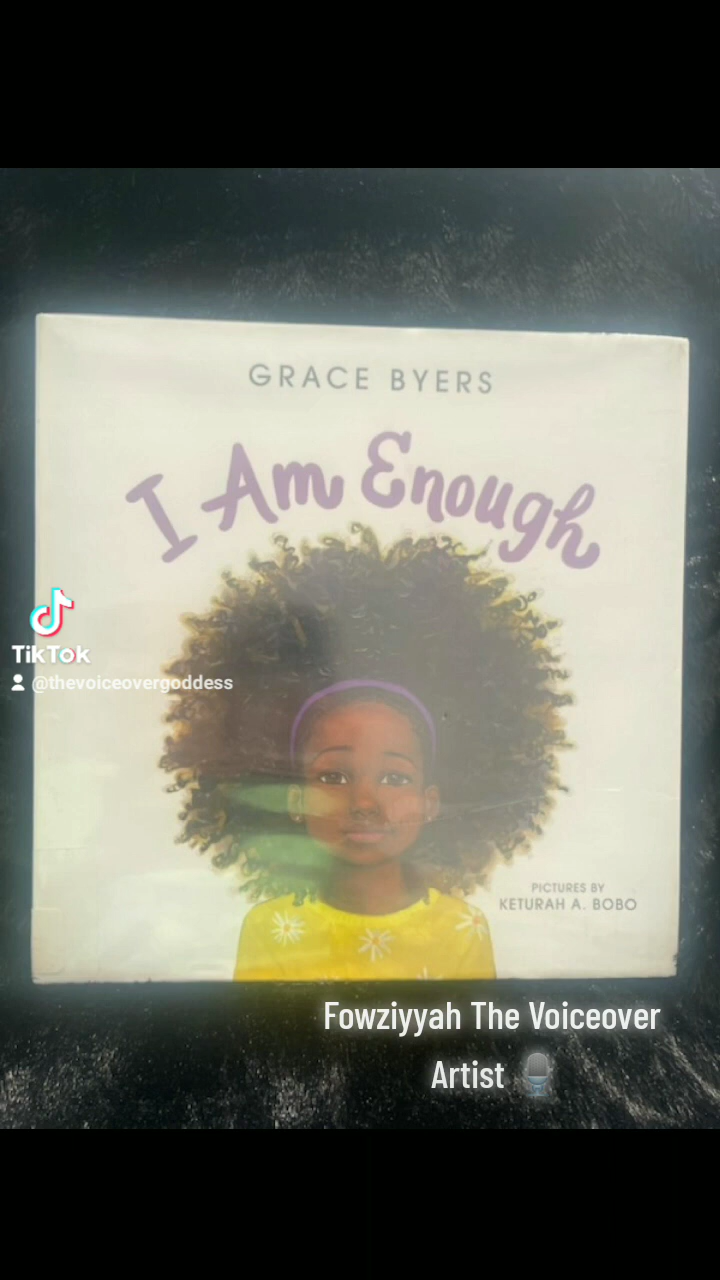 GRACE BYERS
I Am Enough
TikTok
@thevoiceovergoddess
PICTURES BY
KETURAH A. BOBO
Fowziyyah The Voiceover
Artist 🎙️